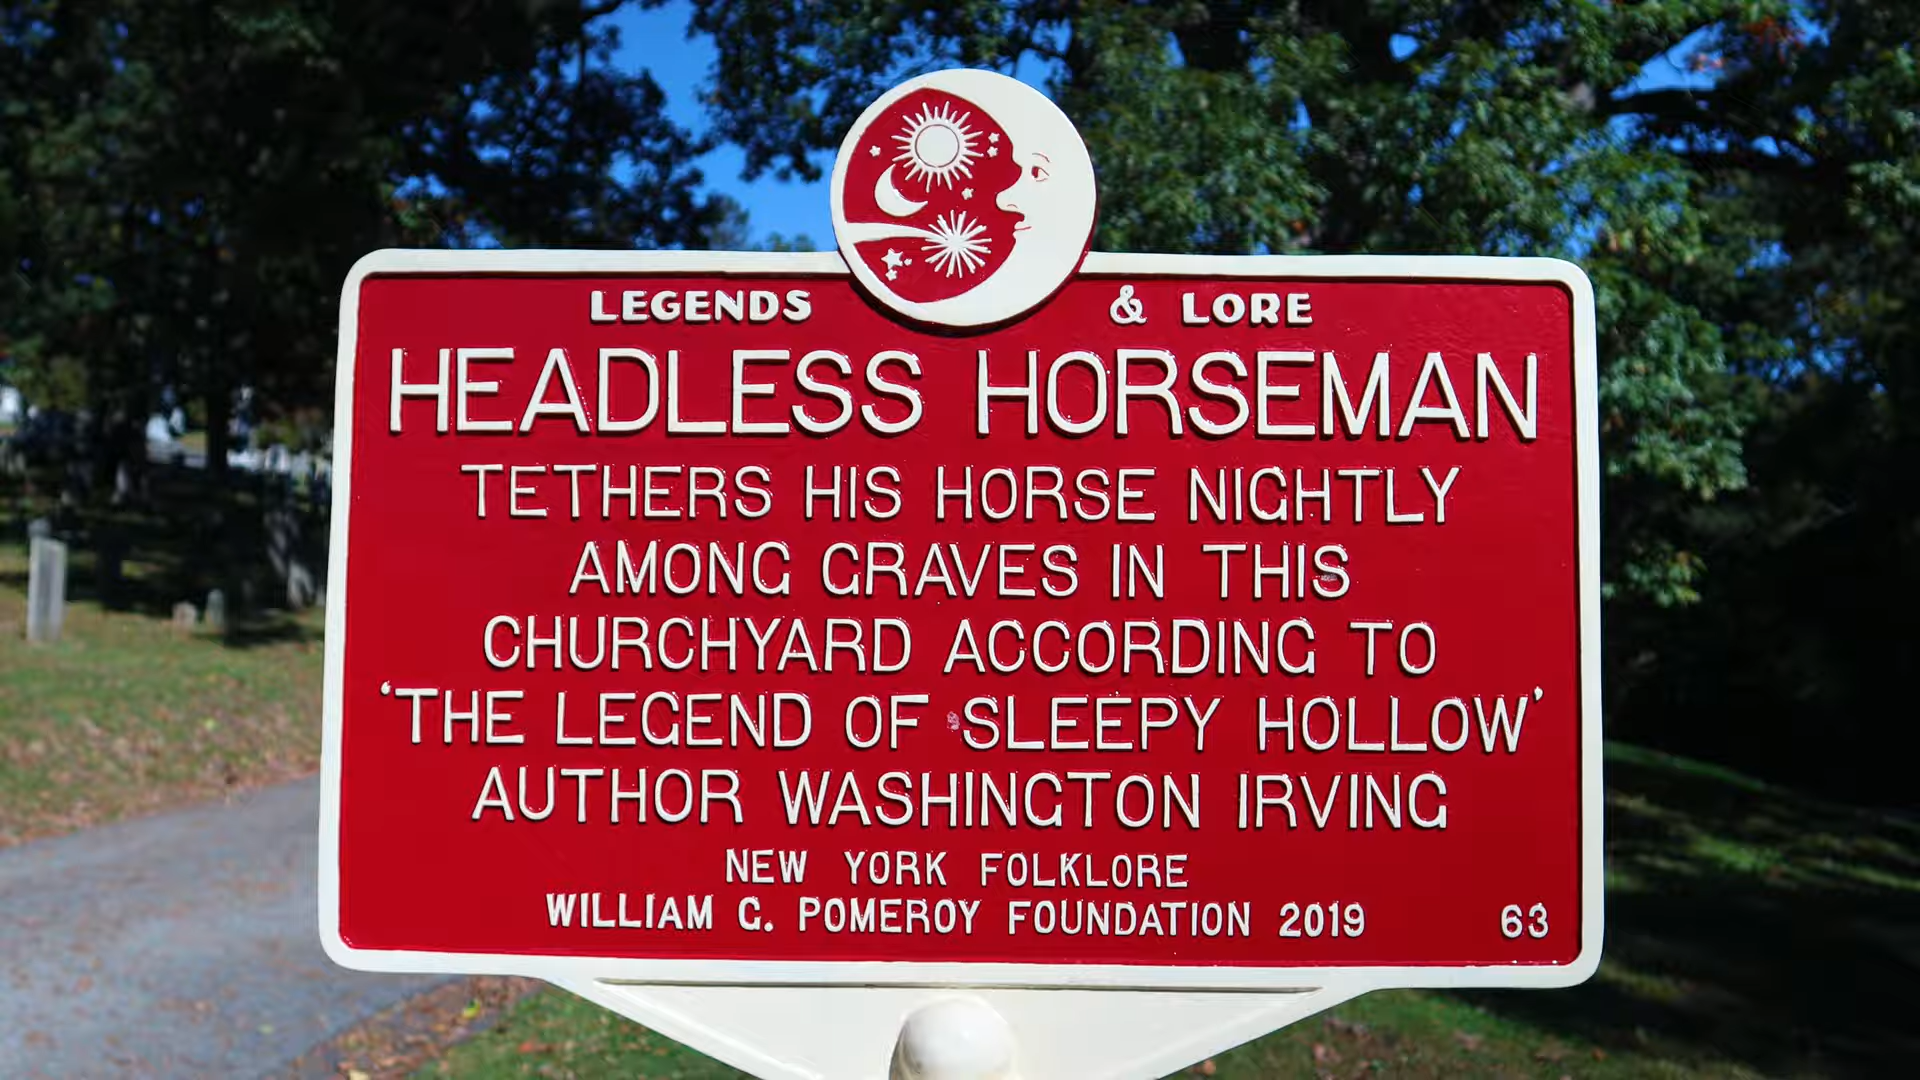 LEGENDS & LORE
HEADLESS HORSEMAN
TETHERS HIS HORSE NIGHTLY
AMONG GRAVES IN THIS
CHURCHYARD ACCORDING TO
'THE LEGEND OF SLEEPY HOLLOW'
AUTHOR WASHINGTON IRVING
NEW YORK FOLKLORE
WILLIAM G. POMEROY FOUNDATION 2019 63